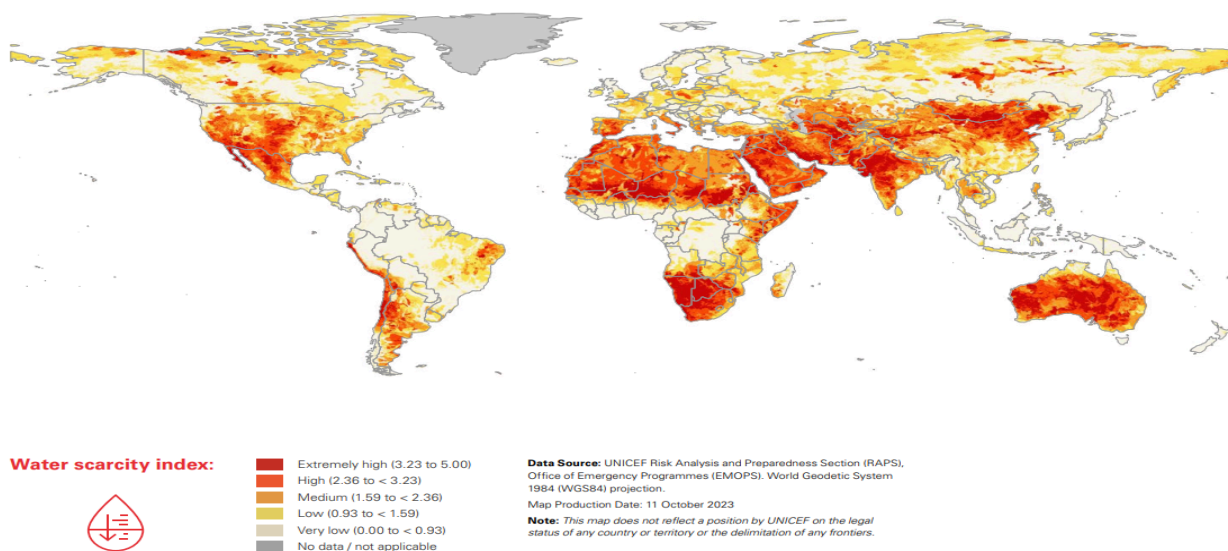 Water scarcity index:
Extremely high (3.23 to 5.00)
High (2.36 to < 3.23)
Medium (1.59 to < 2.36)
Low (0.93 to < 1.59)
Very low (0.00 to < 0.93)
No data / not applicable
Data Source: UNICEF Risk Analysis and Preparedness Section (RAPS),
Office of Emergency Programmes (EMOPS). World Geodetic System
1984 (WGS84) projection.
Map Production Date: 11 October 2023
Note: This map does not reflect a position by UNICEF on the legal
status of any country or territory or the delimitation of any frontiers.